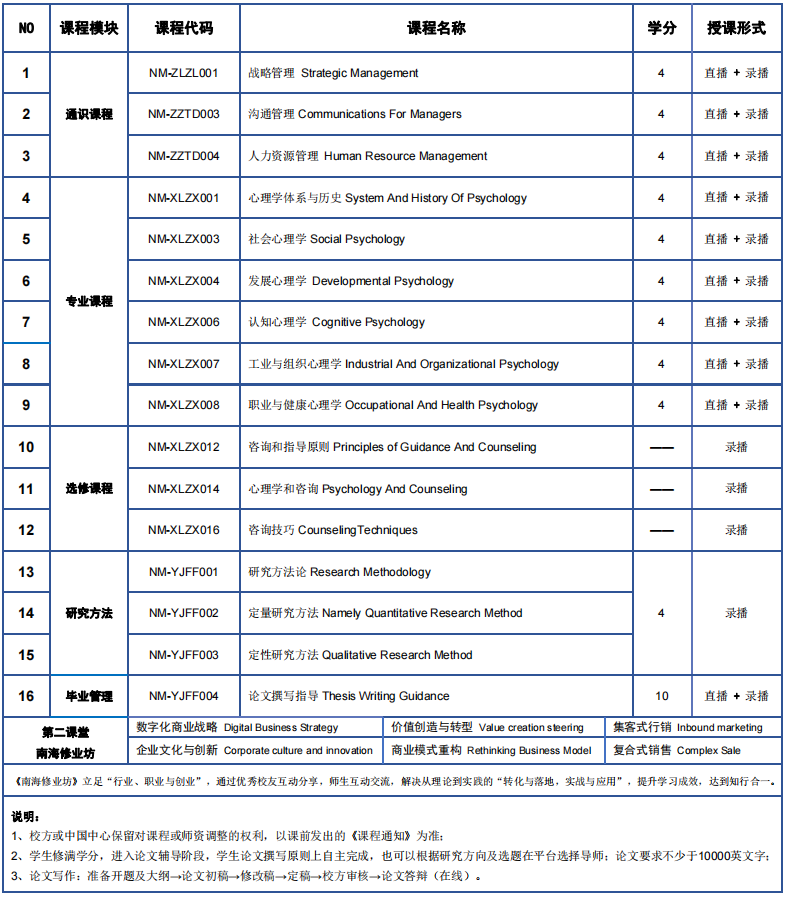 NO 课程模块 课程代码 课程名称 学分 授课形式
1 NM-ZLZL001 战略管理 Strategic Management 4 直播 + 录播
2 通识课程 NM-ZZTD003 沟通管理 Communications For Managers 4 直播 + 录播
3 NM-ZZTD004 人力资源管理 Human Resource Management 4 直播 + 录播
4 NM-XLZX001 心理学体系与历史 System And History Of Psychology 4 直播 + 录播
5 NM-XLZX003 社会心理学 Social Psychology 4 直播 + 录播
6 NM-XLZX004 发展心理学 Developmental Psychology 4 直播 + 录播
专业课程
7 NM-XLZX006 认知心理学 Cognitive Psychology 4 直播 + 录播
8 NM-XLZX007 工业与组织心理学 Industrial And Organizational Psychology 4 直播 + 录播
9 NM-XLZX008 职业与健康心理学 Occupational And Health Psychology 4 直播 + 录播
10 NM-XLZX012 咨询和指导原则 Principles of Guidance And Counseling —— 录播
11 选修课程 NM-XLZX014 心理学和咨询 Psychology And Counseling —— 录播
12 NM-XLZX016 咨询技巧 CounselingTechniques —— 录播
13 NM-YJFF001 研究方法论 Research Methodology
14 研究方法 NM-YJFF002 定量研究方法 Namely Quantitative Research Method 4 录播
15 NM-YJFF003 定性研究方法 Qualitative Research Method
16 毕业管理 NM-YJFF004 论文撰写指导 Thesis Writing Guidance 10 直播 + 录播
第二课堂
南海修业坊
数字化商业战略 Digital Business Strategy 价值创造与转型 Value creation steering 集客式行销 Inbound marketing
企业文化与创新 Corporate culture and innovation 商业模式重构 Rethinking Business Model 复合式销售 Complex Sale
《南海修业坊》立足“行业、职业与创业”，通过优秀校友互动分享，师生互动交流，解决从理论到实践的“转化与落地，实战与应用”，提升学习成效，达到知行合一。
说明：
1、校方或中国中心保留对课程或师资调整的权利，以课前发出的《课程通知》为准；
2、学生修满学分，进入论文辅导阶段，学生论文撰写原则上自主完成，也可以根据研究方向及选题在平台选择导师；论文要求不少于10000英文字；
3、论文写作：准备开题及大纲→论文初稿→修改稿→定稿→校方审核→论文答辩（在线）。